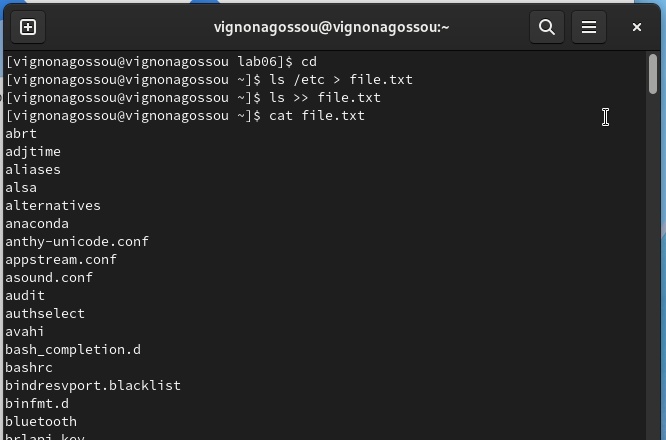 vignonagossou@vignonagossou:~
[vignonagossou@vignonagossou lab06]$ cd
[vignonagossou@vignonagossou ~]$ ls /etc > file.txt
[vignonagossou@vignonagossou ~]$ ls >> file.txt
[vignonagossou@vignonagossou ~]$ cat file.txt
abrt
adjtime
aliases
alsa
alternatives
anaconda
anthy-unicode.conf
appstream.conf
asound.conf
audit
authselect
avahi
bash_completion.d
bashrc
bindresvport.blacklist
binfmt.d
bluetooth
brlapi.key